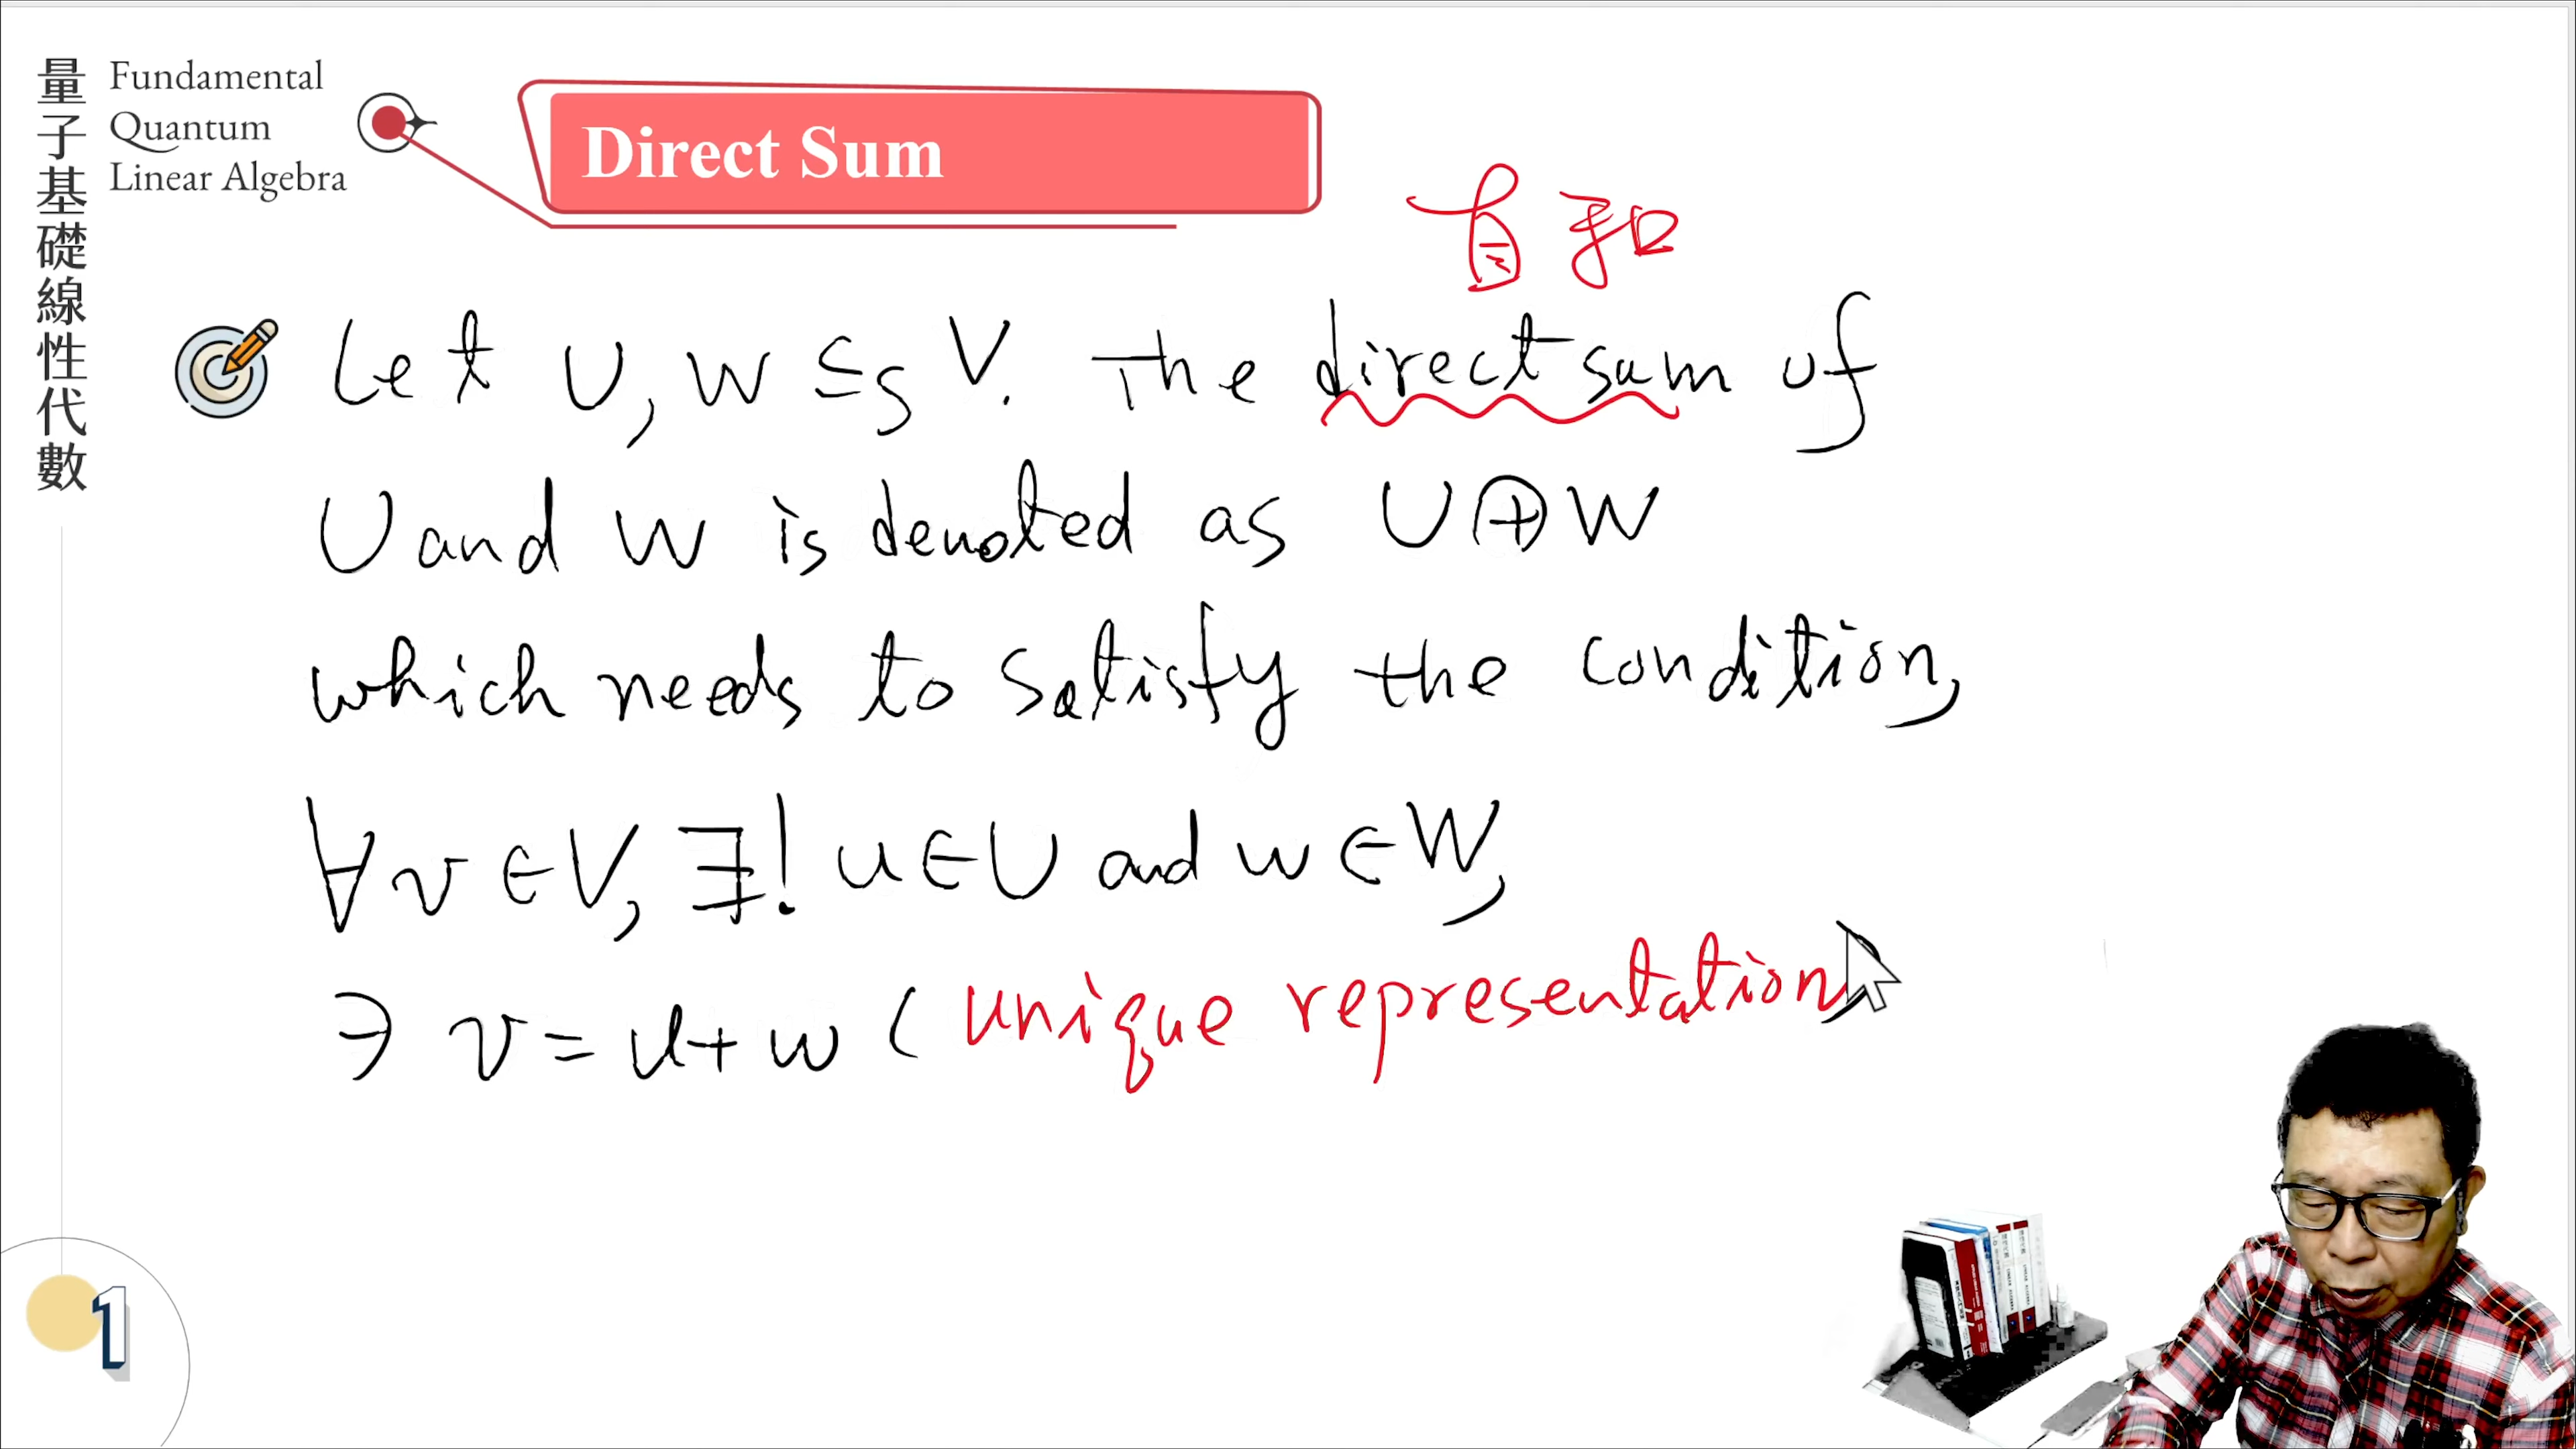 量子基礎線性代數
Fundamental
Quantum
Linear Algebra
Direct Sum
直和
Let U, W ⊆s V. The direct sum of
U and W is denoted as U⊕W
which needs to satisfy the condition,
∀v∈V, ∃! u∈U and w∈W,
∋ v=u+w (unique representation)
1